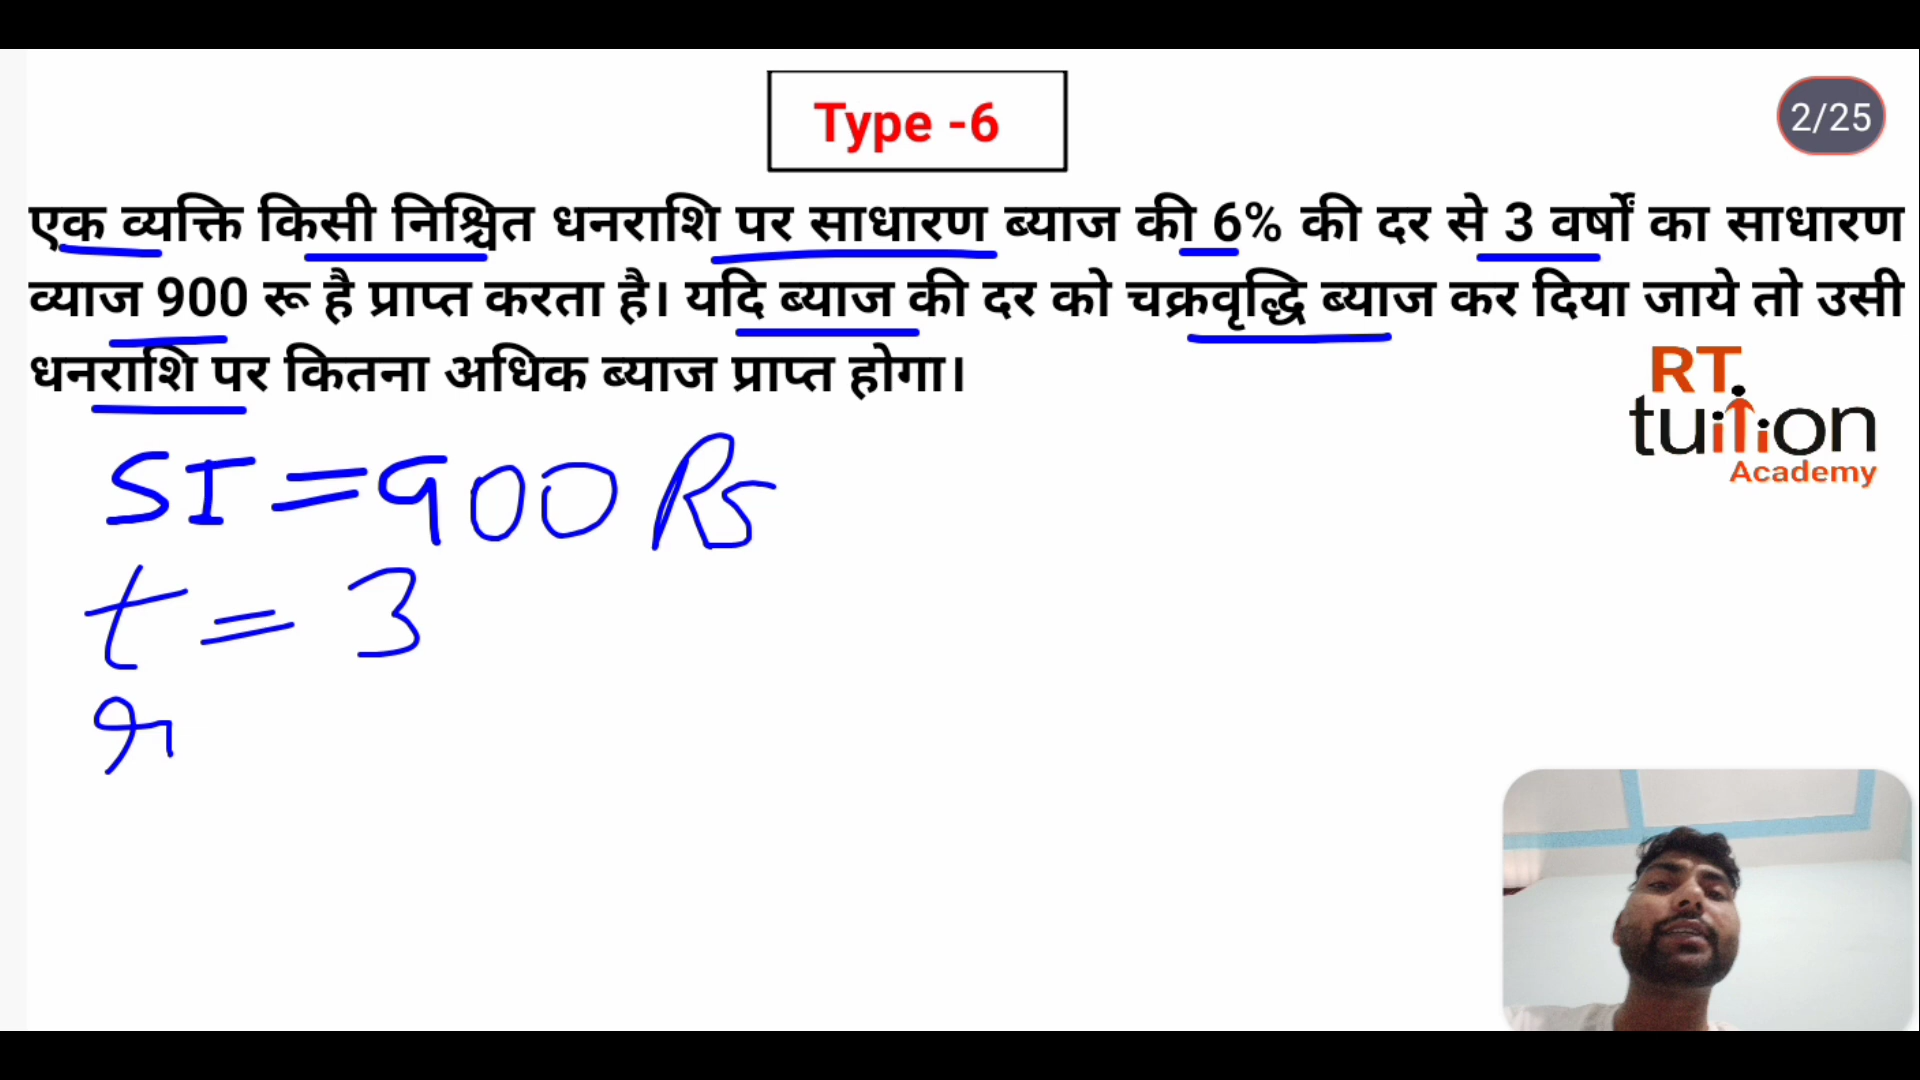 Type -6
2/25
एक व्यक्ति किसी निश्चित धनराशि पर साधारण ब्याज की 6% की दर से 3 वर्षों का साधारण
व्याज 900 रू है प्राप्त करता है। यदि ब्याज की दर को चक्रवृद्धि ब्याज कर दिया जाये तो उसी
धनराशि पर कितना अधिक ब्याज प्राप्त होगा।
RT
tuition
Academy
SI = 900 Rs
t = 3
r